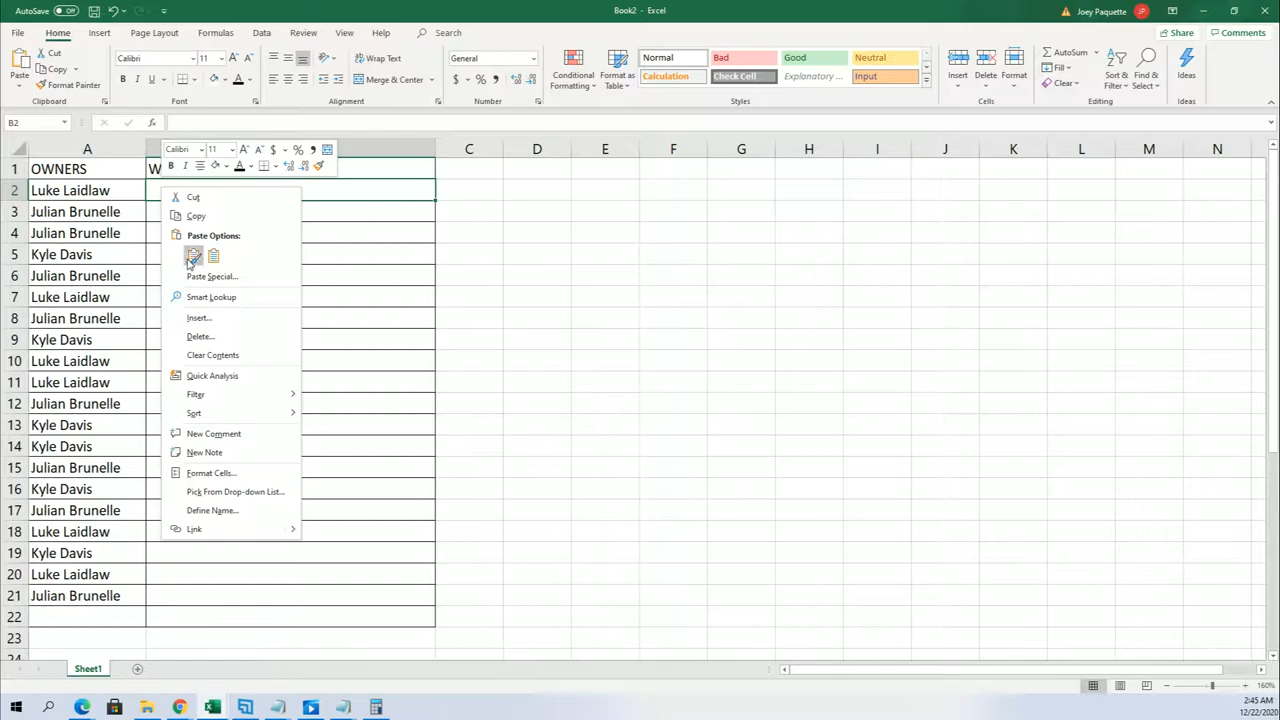 AutoSave Off
Book2 - Excel
Joey Paquette JP
File Home Insert Page Layout Formulas Data Review View Help Search
Share Comments
Paste
Cut
Copy
Format Painter
Clipboard
Calibri 11 A A
B I U A
Font
Wrap Text
Merge & Center
Alignment
General
$ % ,
Number
Conditional Formatting
Format as Table
Normal Bad Good Neutral
Calculation Check Cell Explanatory ... Input
Styles
Insert Delete Format
Cells
AutoSum
Fill
Clear
Sort & Filter
Find & Select
Editing
Ideas
Ideas
B2 fx
A C D E F G H I J K L M N
Calibri 11 A A $ % ,
B I A
1 OWNERS W
2 Luke Laidlaw
3 Julian Brunelle
4 Julian Brunelle
5 Kyle Davis
6 Julian Brunelle
7 Luke Laidlaw
8 Julian Brunelle
9 Kyle Davis
10 Luke Laidlaw
11 Luke Laidlaw
12 Julian Brunelle
13 Kyle Davis
14 Kyle Davis
15 Julian Brunelle
16 Kyle Davis
17 Julian Brunelle
18 Luke Laidlaw
19 Kyle Davis
20 Luke Laidlaw
21 Julian Brunelle
22
23
24
Cut
Copy
Paste Options:
Paste Special...
Smart Lookup
Insert...
Delete...
Clear Contents
Quick Analysis
Filter
Sort
New Comment
New Note
Format Cells...
Pick From Drop-down List...
Define Name...
Link
Sheet1
160%
2:45 AM
12/22/2020